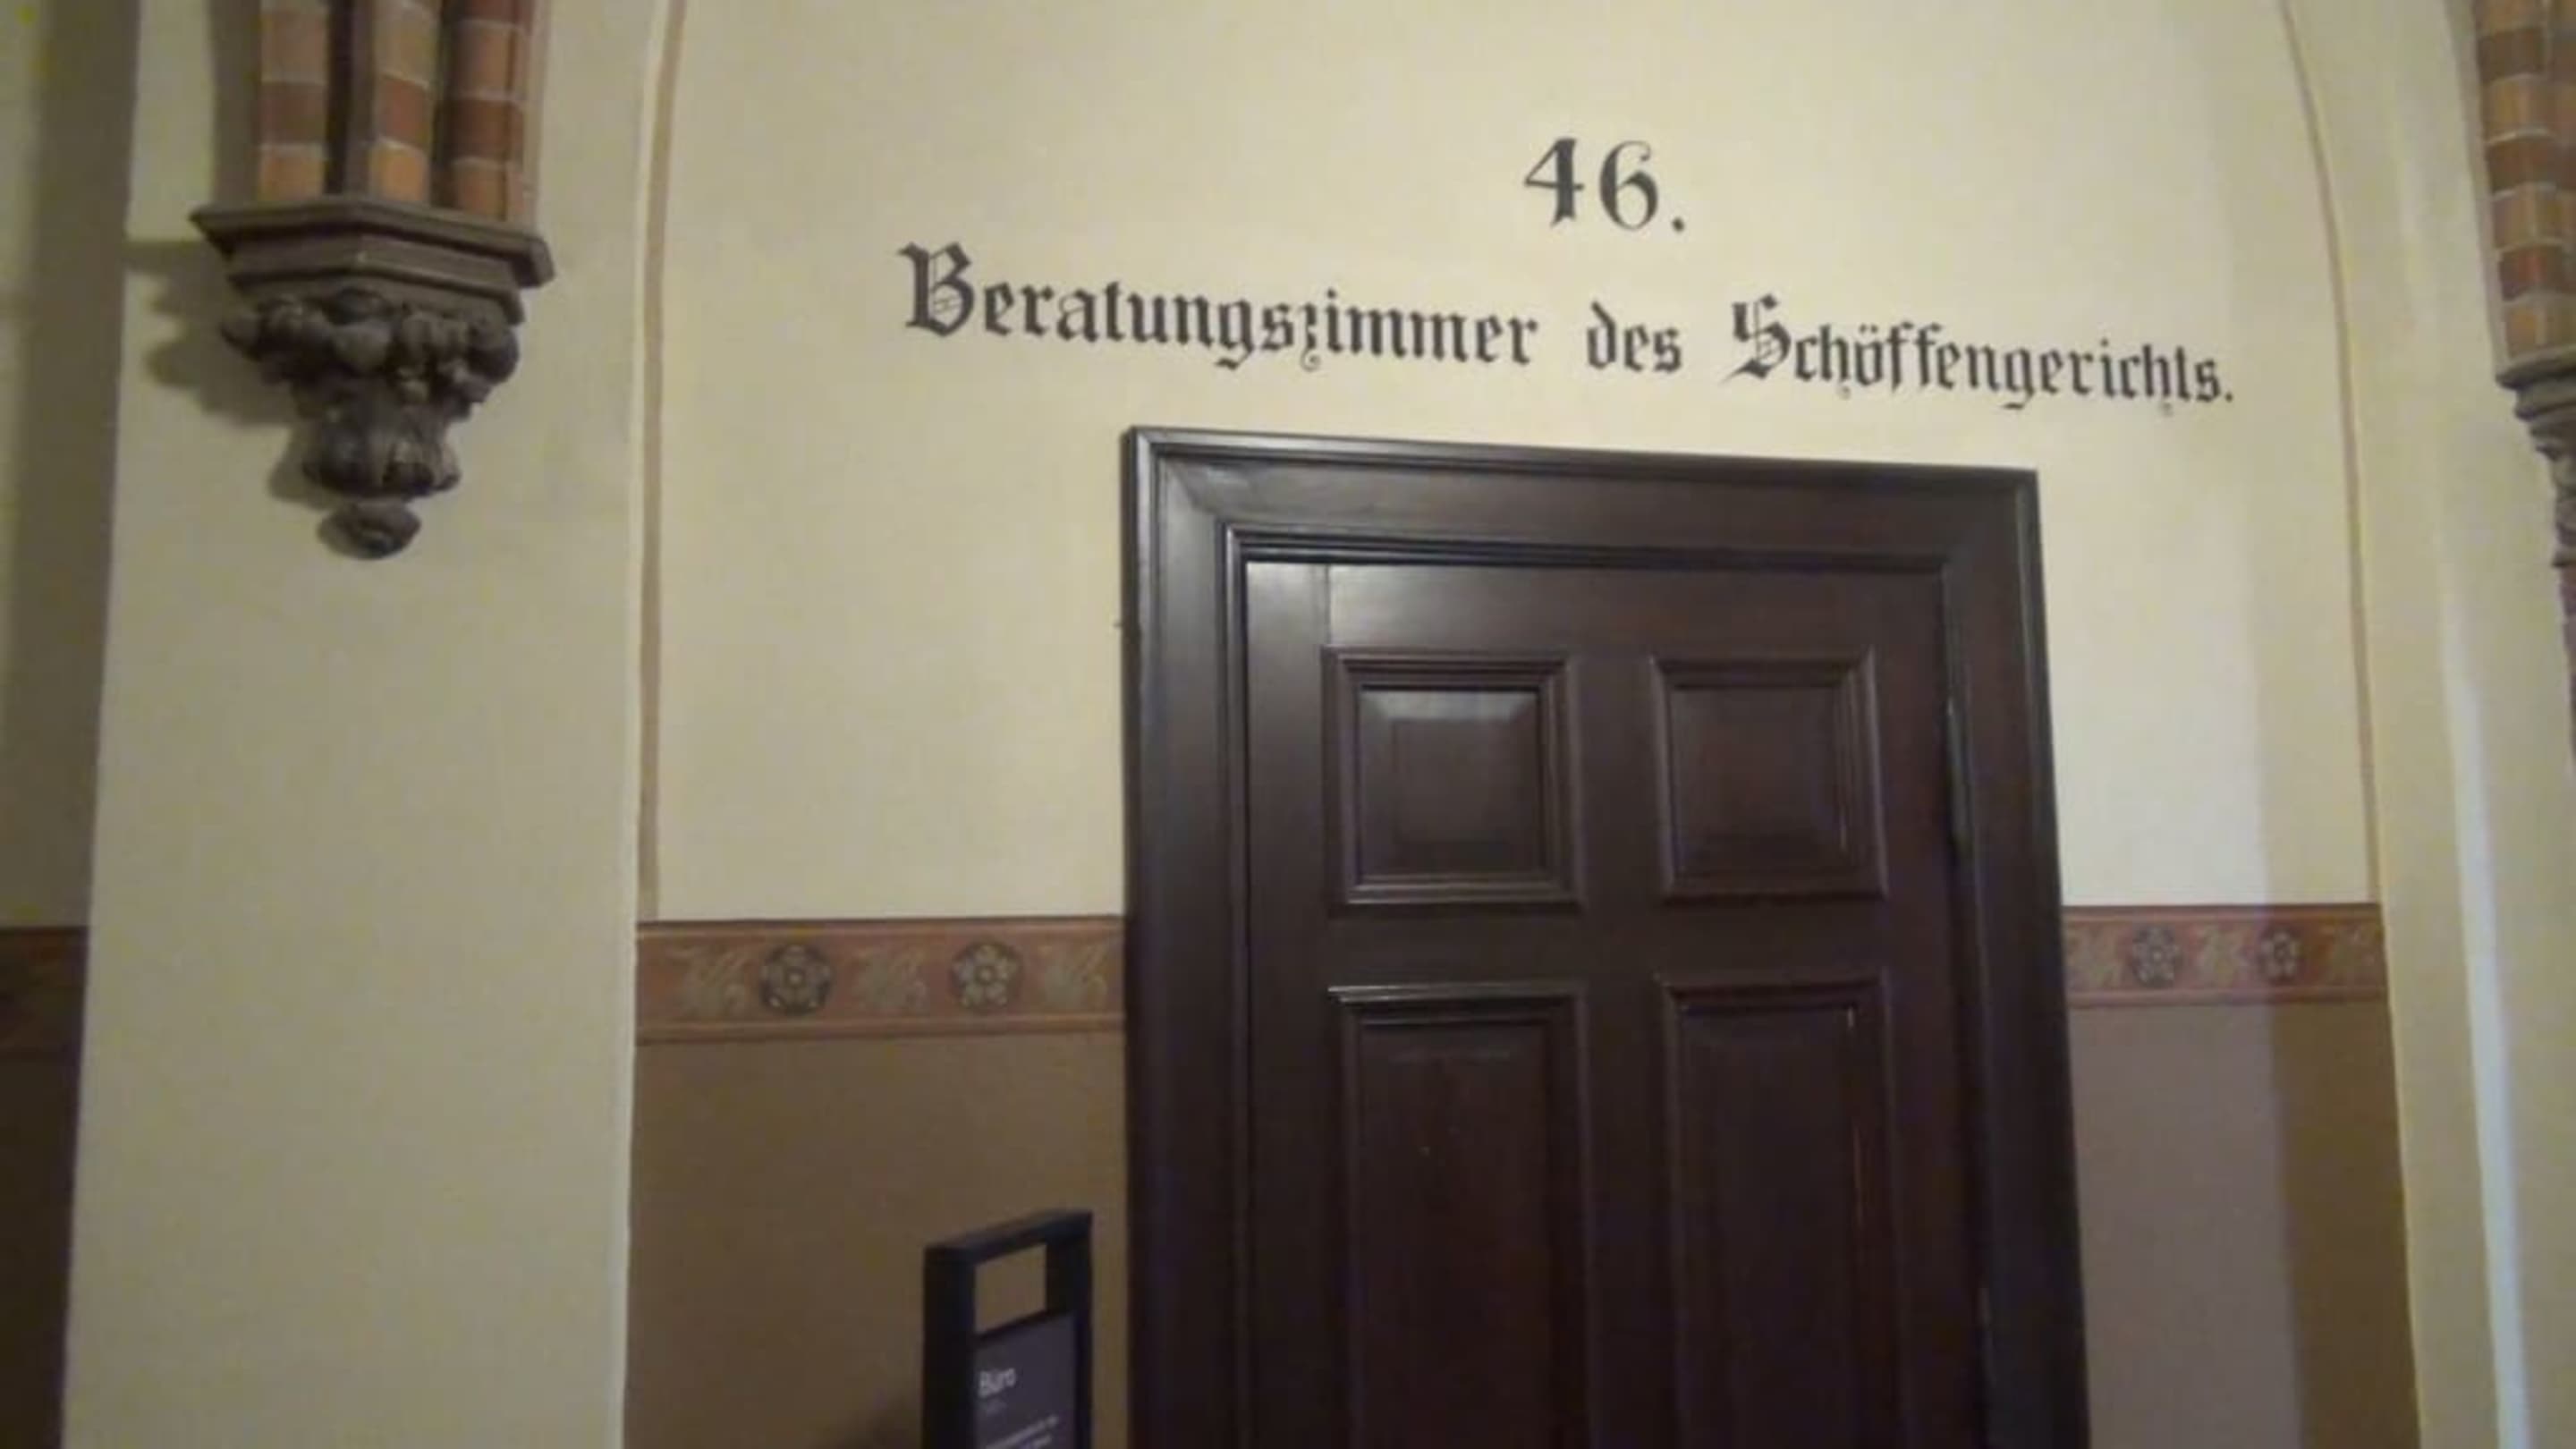 46.
Beratungszimmer des Schöffengerichts.
Büro